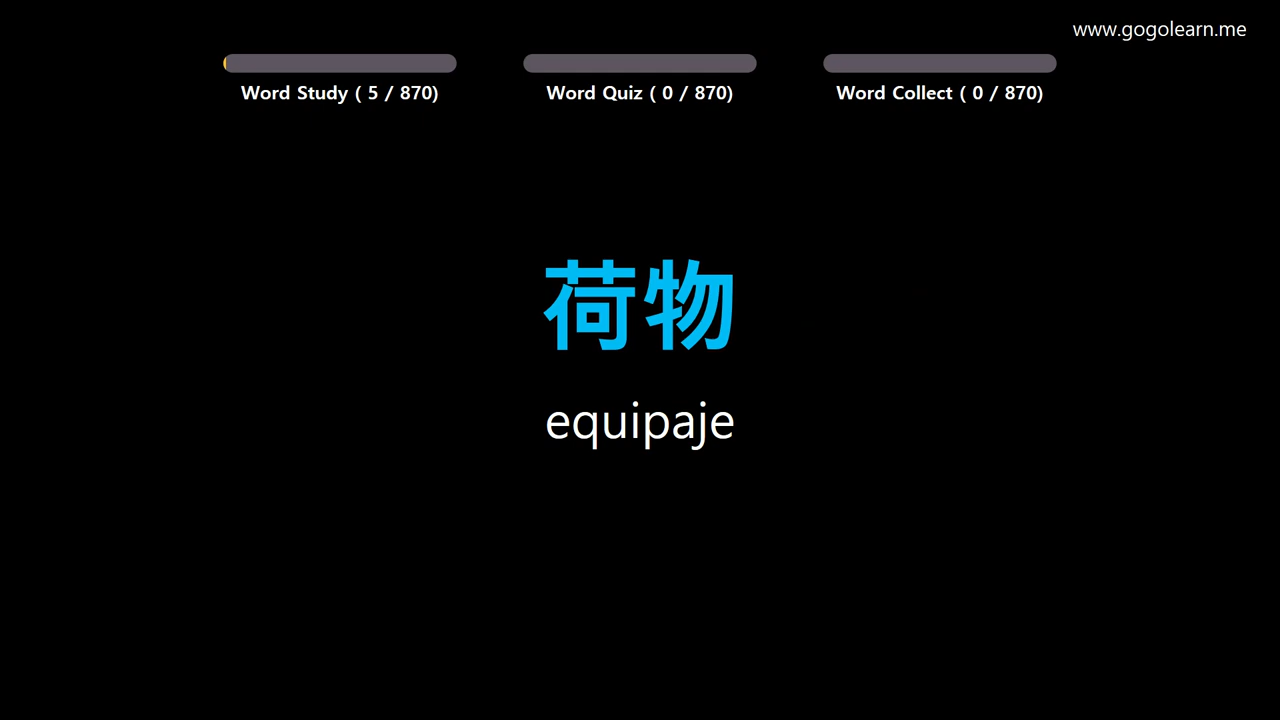 www.gogolearn.me
Word Study ( 5 / 870)
Word Quiz ( 0 / 870)
Word Collect ( 0 / 870)
荷物
equipaje